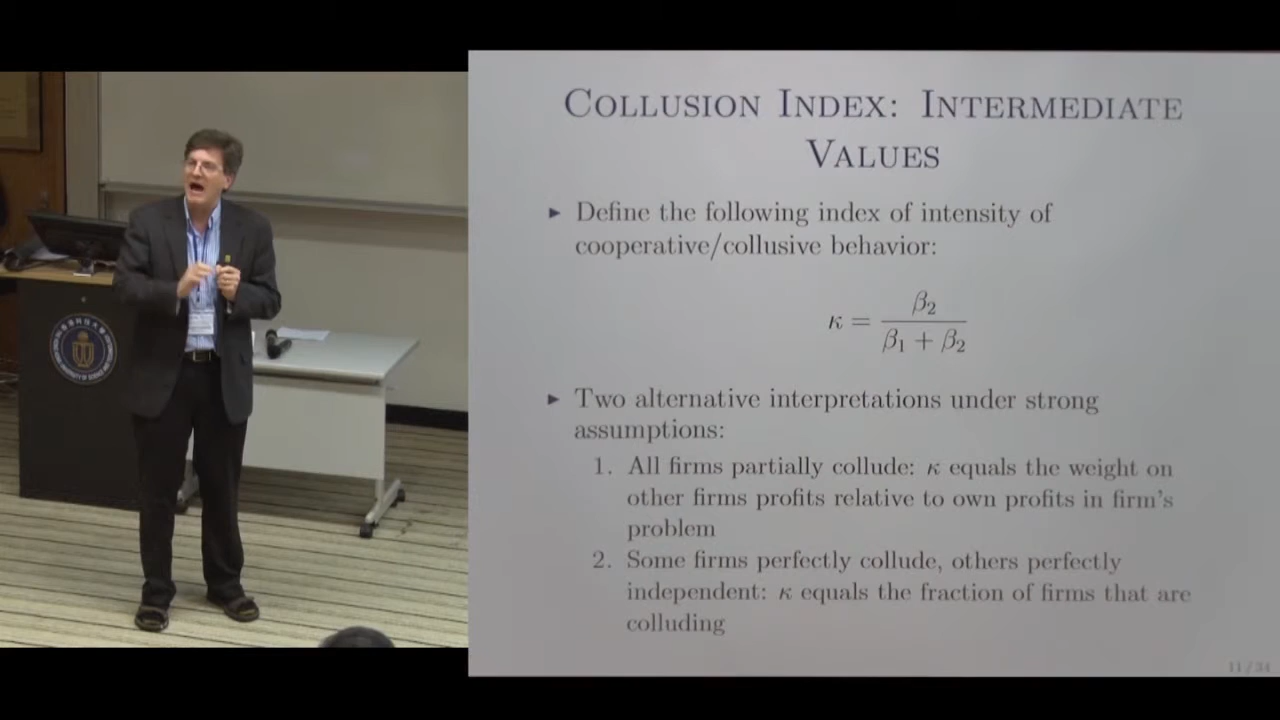 COLLUSION INDEX: INTERMEDIATE
VALUES
► Define the following index of intensity of
cooperative/collusive behavior:
κ = β₂ / (β₁ + β₂)
► Two alternative interpretations under strong
assumptions:
1. All firms partially collude: κ equals the weight on
other firms profits relative to own profits in firm's
problem
2. Some firms perfectly collude, others perfectly
independent: κ equals the fraction of firms that are
colluding
11 / 34